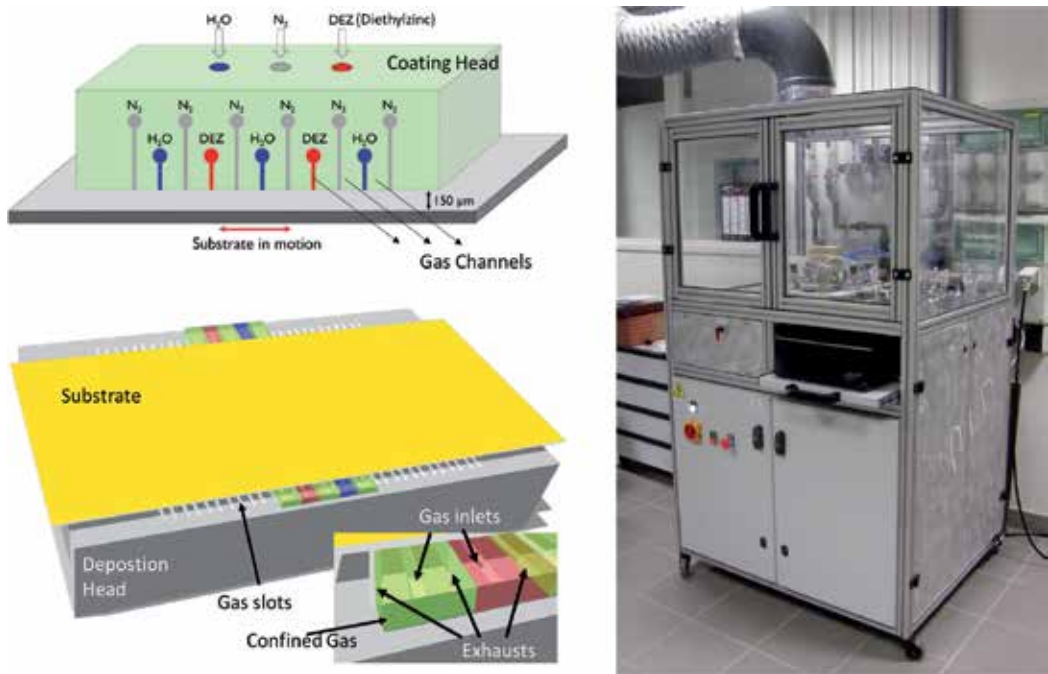 H₂O N₂ DEZ (Diethylzinc)
Coating Head
N₂ N₂ N₂ N₂ N₂ N₂
H₂O DEZ H₂O DEZ H₂O
150 µm
Substrate in motion
Gas Channels
Substrate
Gas inlets
Depostion
Head
Gas slots
Confined Gas
Exhausts